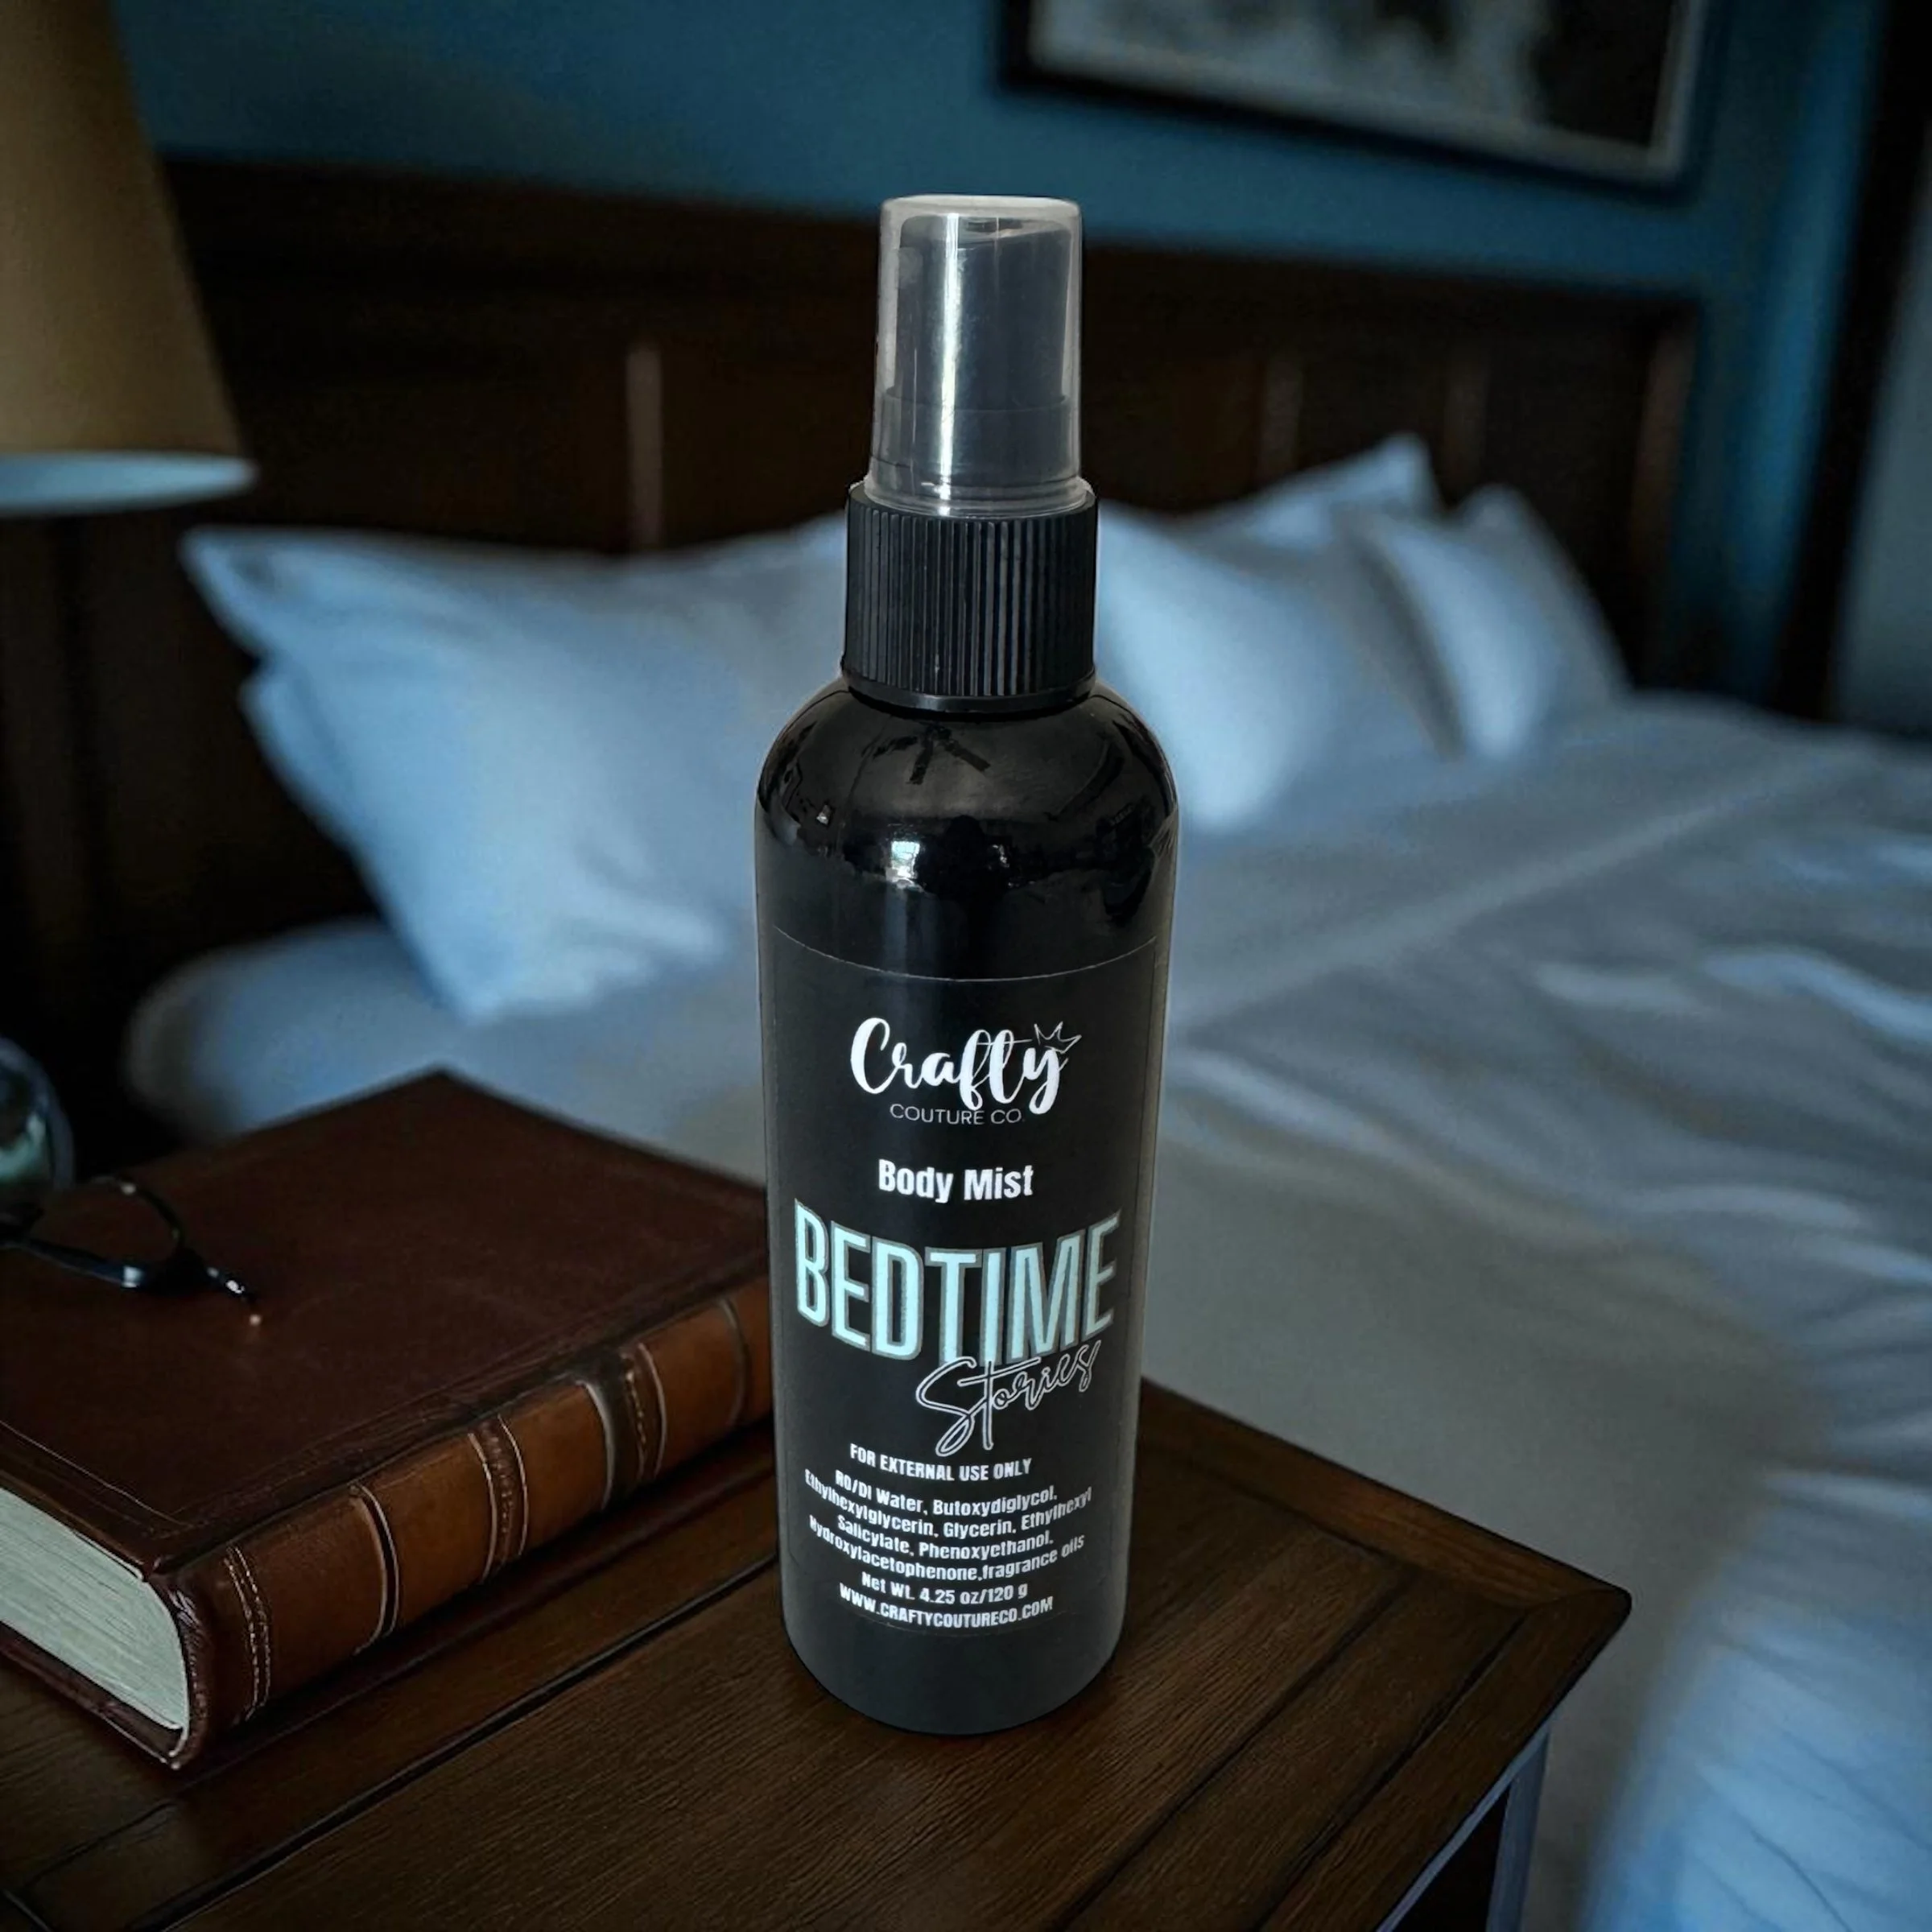 Crafty
COUTURE CO.
Body Mist
BEDTIME
Stories
FOR EXTERNAL USE ONLY
RO/DI Water, Butoxydiglycol,
Ethylhexylglycerin, Glycerin, Ethylhexyl
Salicylate, Phenoxyethanol,
Hydroxylacetophenone,fragrance oils
Net Wt. 4.25 oz/120 g
WWW.CRAFTYCOUTURECO.COM